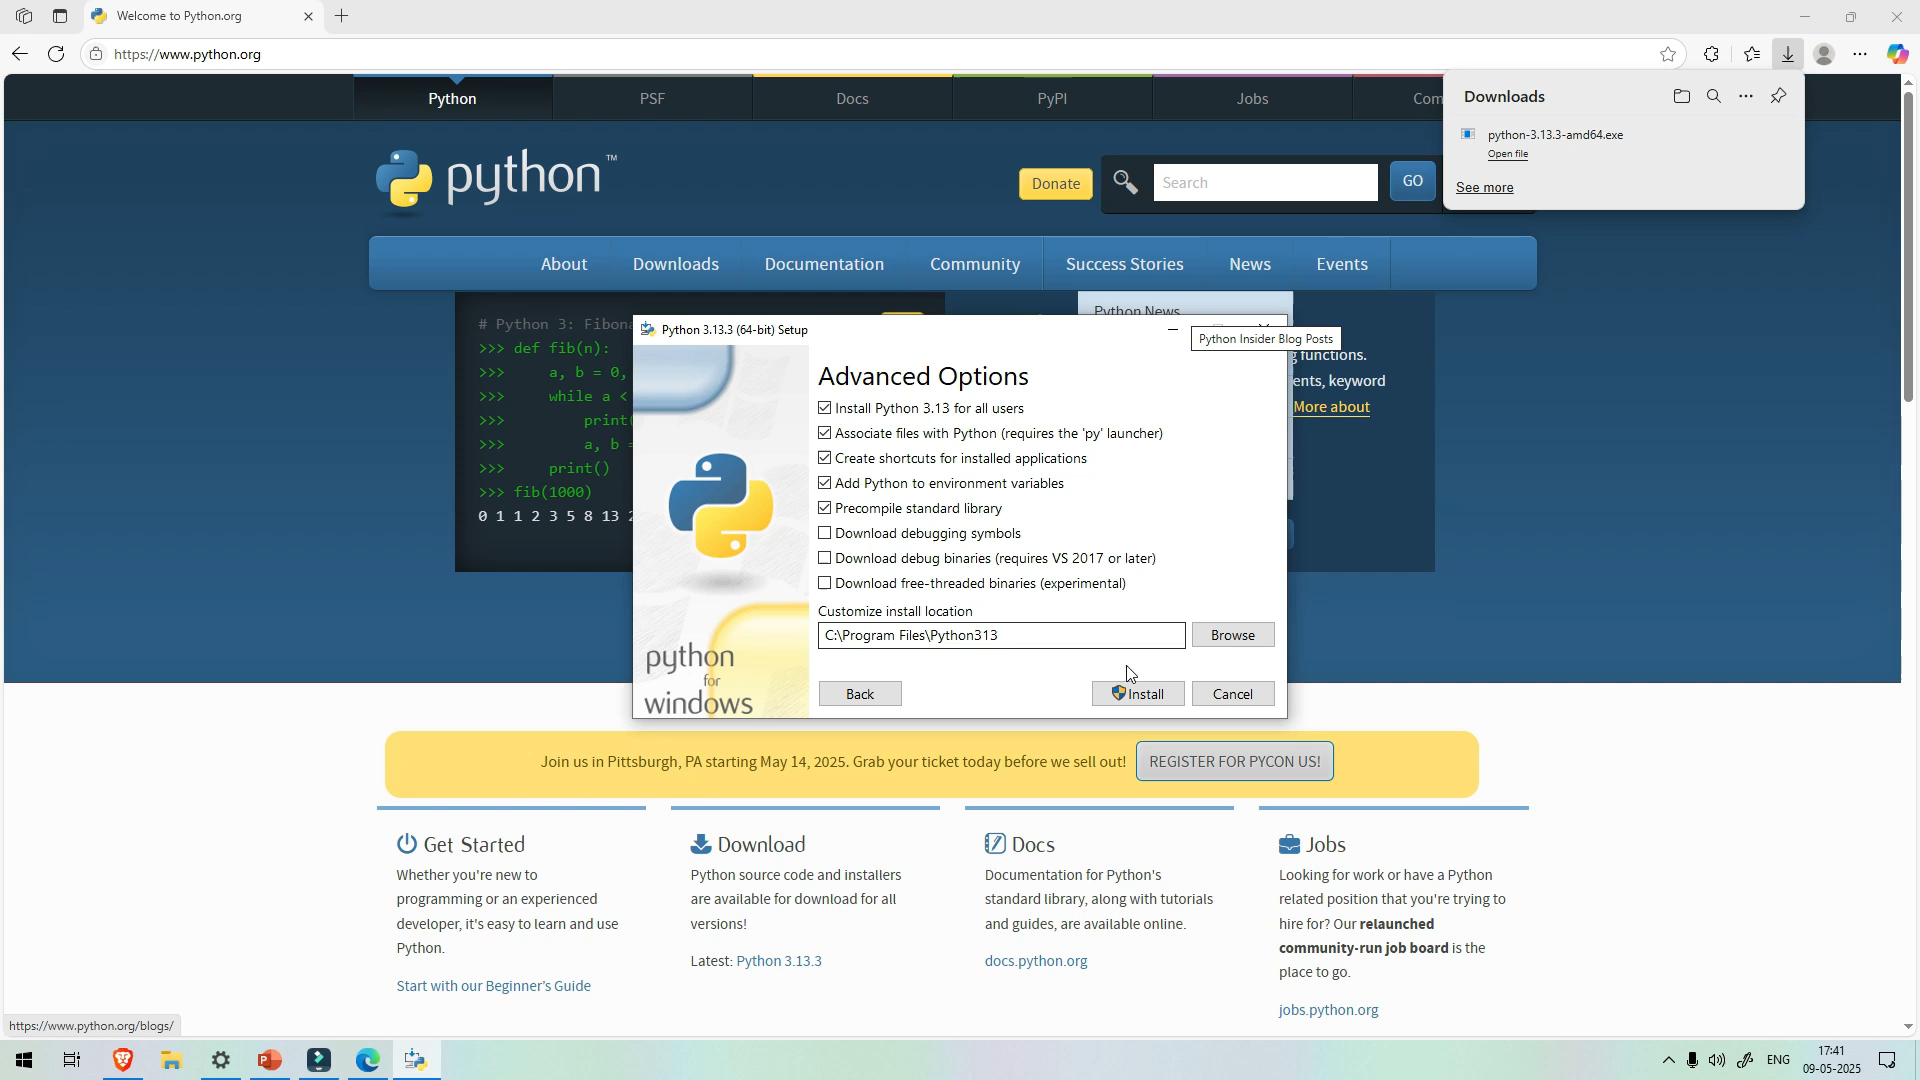 Welcome to Python.org
https://www.python.org
Python
PSF
Docs
PyPI
Jobs
Com
Downloads
python-3.13.3-amd64.exe
Open file
See more
python™
Donate
Search
GO
About
Downloads
Documentation
Community
Success Stories
News
Events
# Python 3: Fibona
>>> def fib(n):
>>> a, b = 0,
>>> while a <
>>> print(
>>> a, b =
>>> print()
>>> fib(1000)
0 1 1 2 3 5 8 13 2
Python News
Python Insider Blog Posts
g functions.
ents, keyword
More about
Python 3.13.3 (64-bit) Setup
Advanced Options
Install Python 3.13 for all users
Associate files with Python (requires the 'py' launcher)
Create shortcuts for installed applications
Add Python to environment variables
Precompile standard library
Download debugging symbols
Download debug binaries (requires VS 2017 or later)
Download free-threaded binaries (experimental)
Customize install location
C:\Program Files\Python313
Browse
python
for
windows
Back
Install
Cancel
Join us in Pittsburgh, PA starting May 14, 2025. Grab your ticket today before we sell out!
REGISTER FOR PYCON US!
Get Started
Whether you're new to
programming or an experienced
developer, it's easy to learn and use
Python.
Start with our Beginner's Guide
Download
Python source code and installers
are available for download for all
versions!
Latest: Python 3.13.3
Docs
Documentation for Python's
standard library, along with tutorials
and guides, are available online.
docs.python.org
Jobs
Looking for work or have a Python
related position that you're trying to
hire for? Our relaunched
community-run job board is the
place to go.
jobs.python.org
https://www.python.org/blogs/
ENG
17:41
09-05-2025